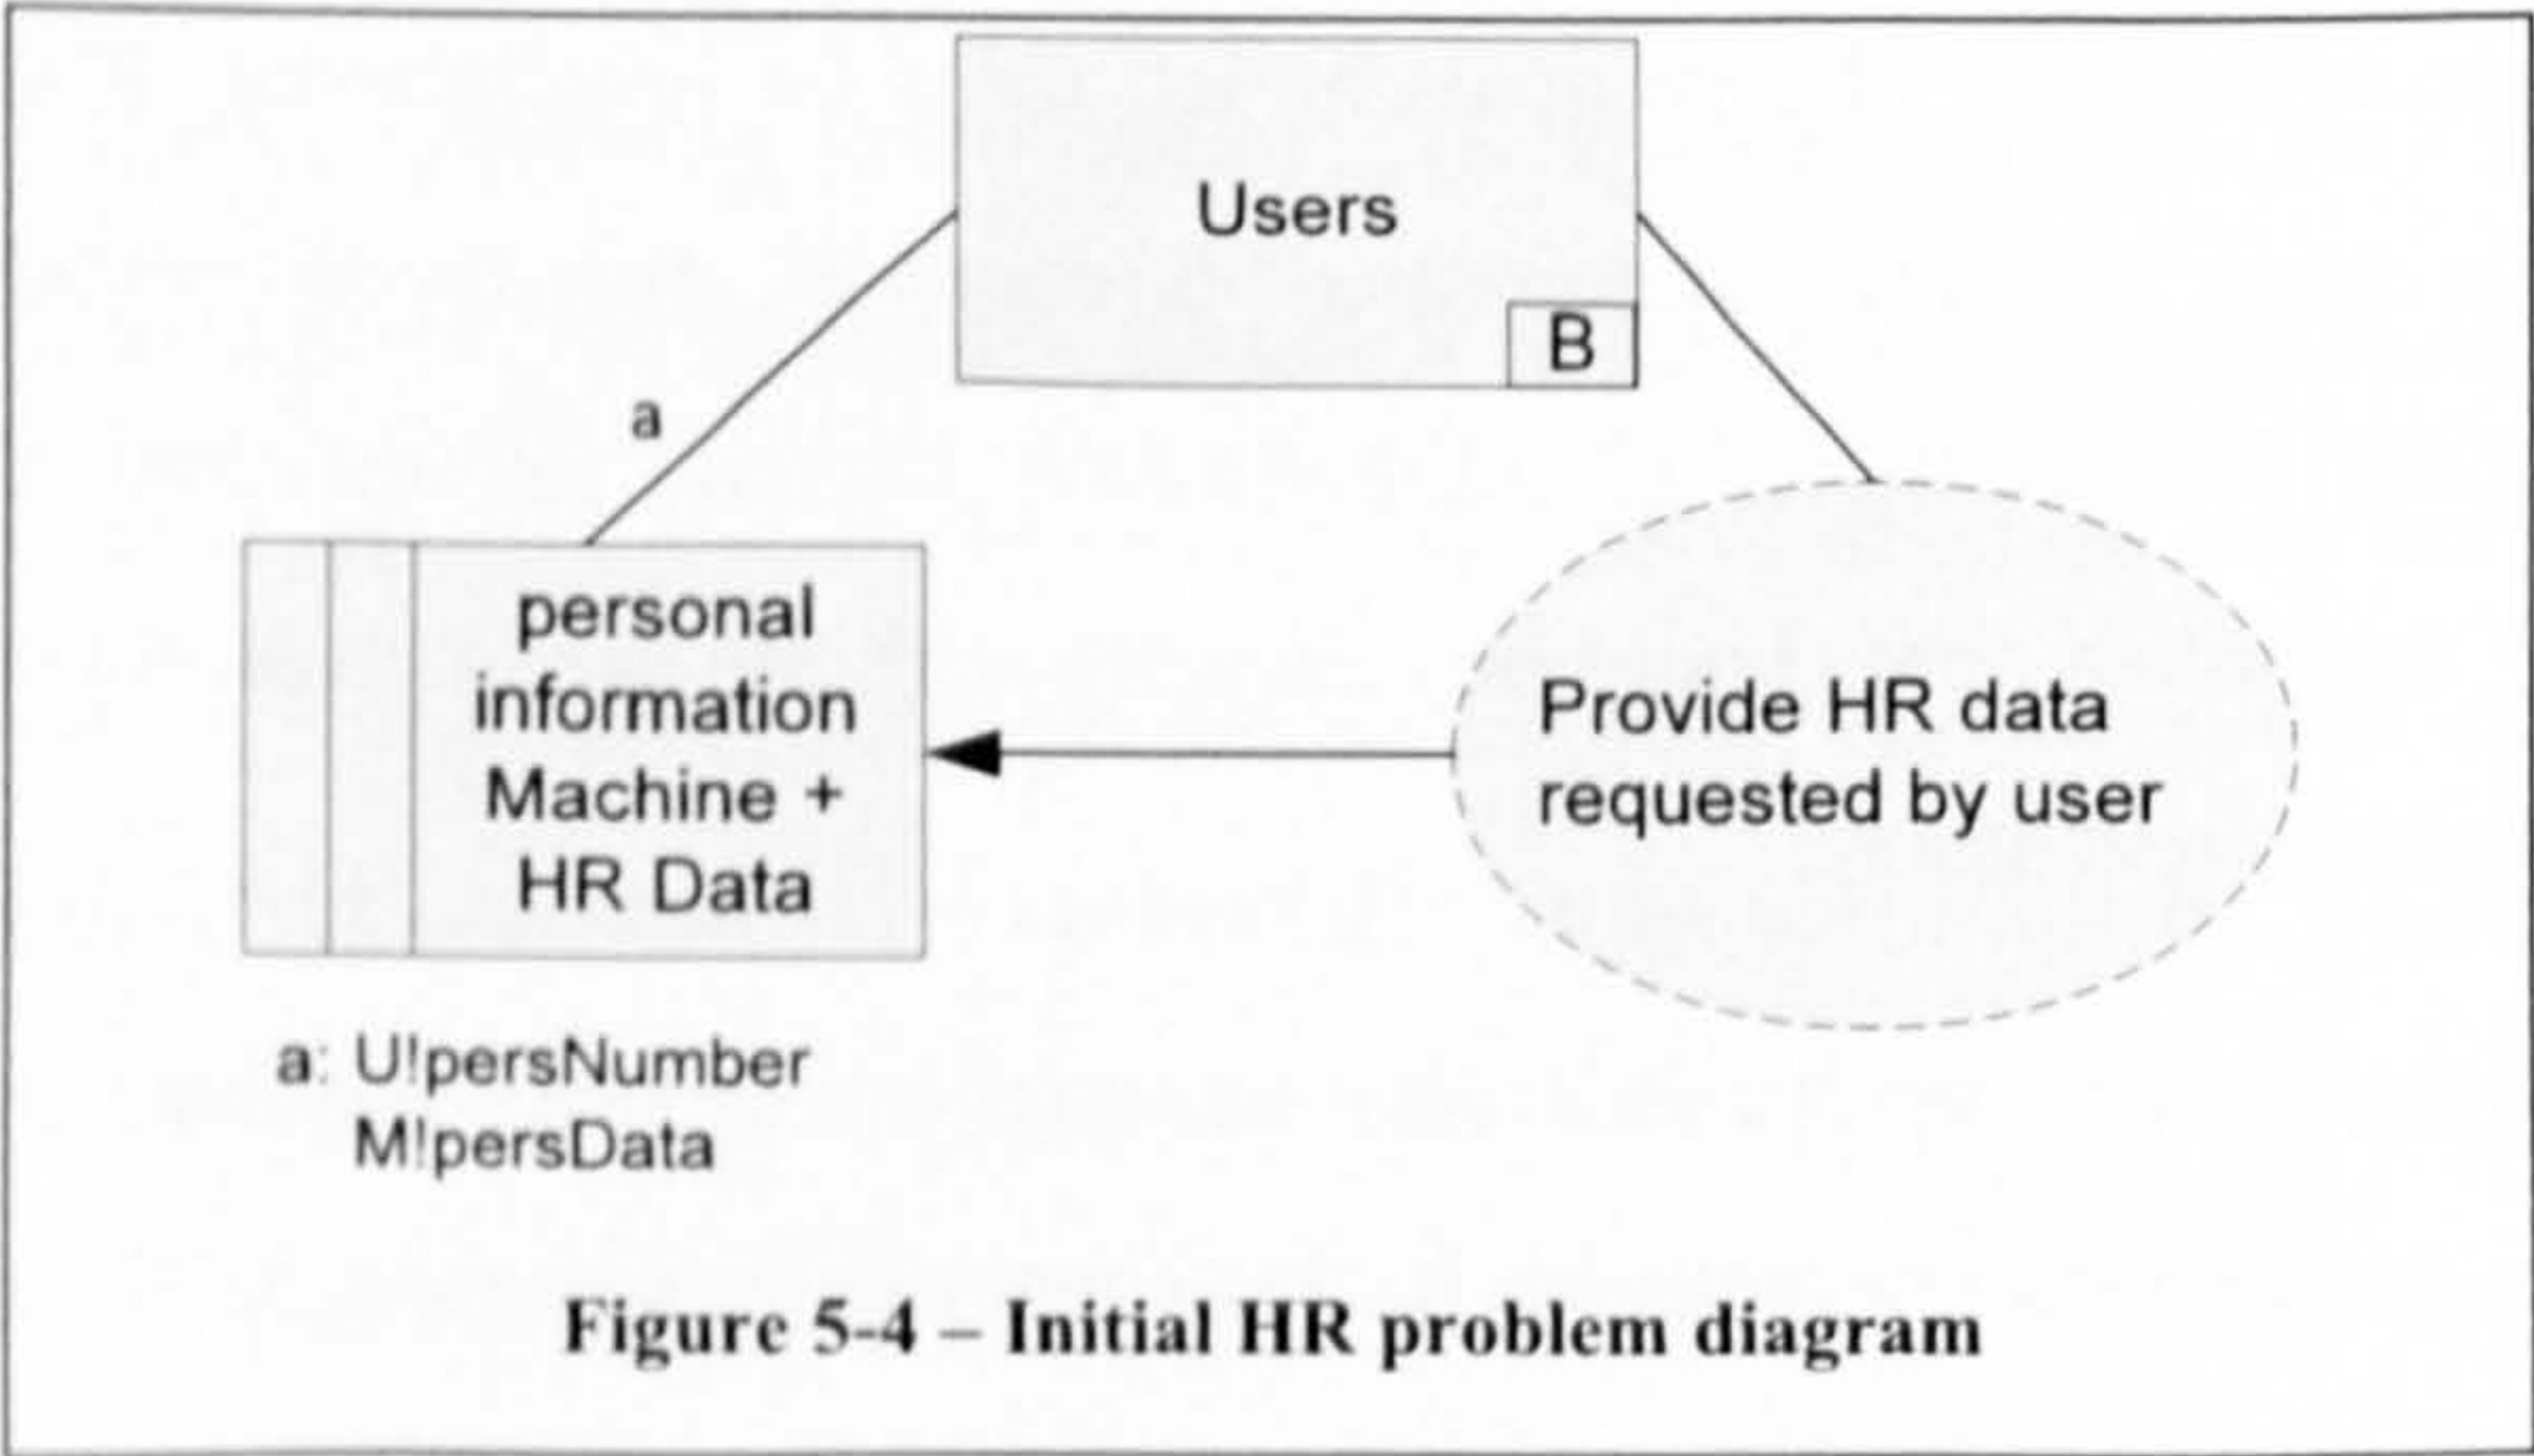 Users
B
a
personal
information
Machine +
HR Data
Provide HR data
requested by user
a: U!persNumber
M!persData
Figure 5-4 – Initial HR problem diagram